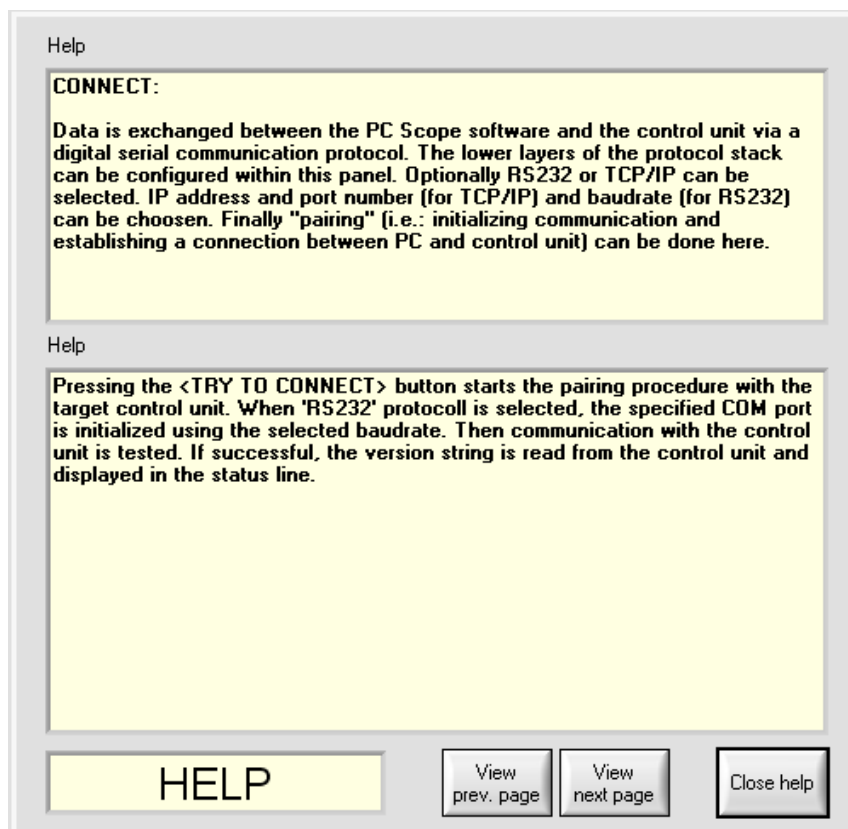 Help
CONNECT:
Data is exchanged between the PC Scope software and the control unit via a
digital serial communication protocol. The lower layers of the protocol stack
can be configured within this panel. Optionally RS232 or TCP/IP can be
selected. IP address and port number (for TCP/IP) and baudrate (for RS232)
can be choosen. Finally "pairing" (i.e.: initializing communication and
establishing a connection between PC and control unit) can be done here.
Help
Pressing the <TRY TO CONNECT> button starts the pairing procedure with the
target control unit. When 'RS232' protocoll is selected, the specified COM port
is initialized using the selected baudrate. Then communication with the control
unit is tested. If successful, the version string is read from the control unit and
displayed in the status line.
HELP
View
prev. page
View
next page
Close help